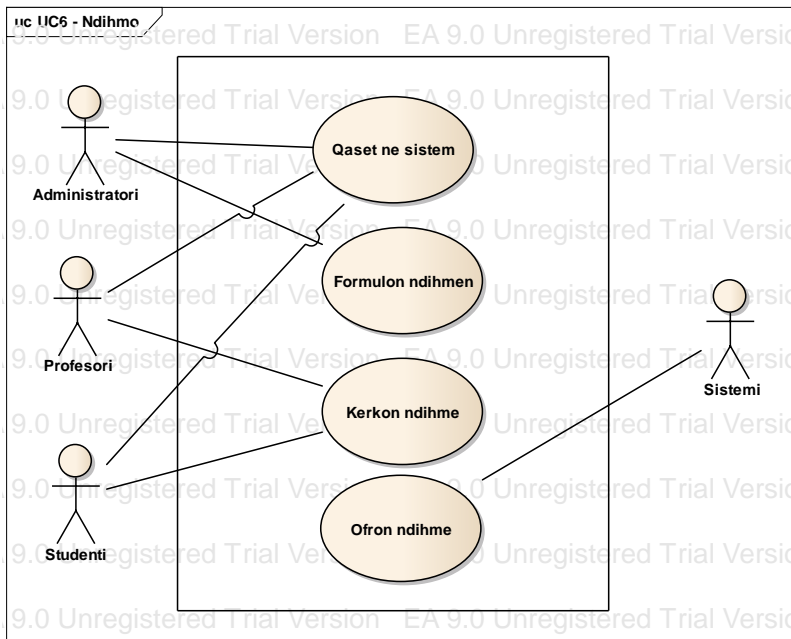 uc UC6 - Ndihmo
EA 9.0 Unregistered Trial Version
Administratori
Qaset ne sistem
Formulon ndihmen
Profesori
Sistemi
Kerkon ndihme
Studenti
Ofron ndihme